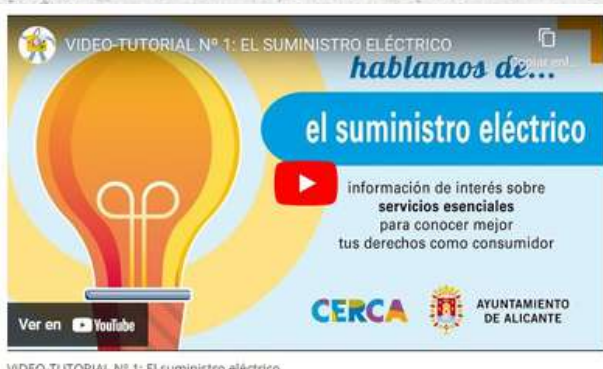 VIDEO-TUTORIAL Nº 1: EL SUMINISTRO ELÉCTRICO
Copiar enl...
hablamos de...
el suministro eléctrico
información de interés sobre
servicios esenciales
para conocer mejor
tus derechos como consumidor
CERCA
AYUNTAMIENTO
DE ALICANTE
Ver en YouTube
VIDEO-TUTORIAL Nº 1: El suministro eléctrico